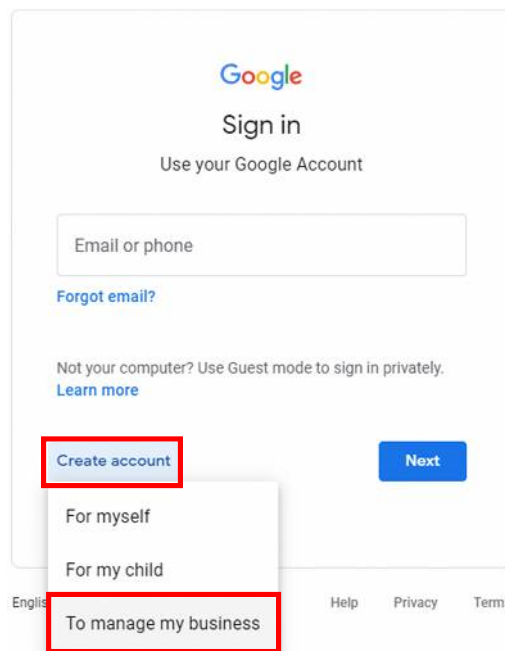 Google
Sign in
Use your Google Account
Email or phone
Forgot email?
Not your computer? Use Guest mode to sign in privately.
Learn more
Create account
Next
For myself
For my child
To manage my business
Englis
Help
Privacy
Term